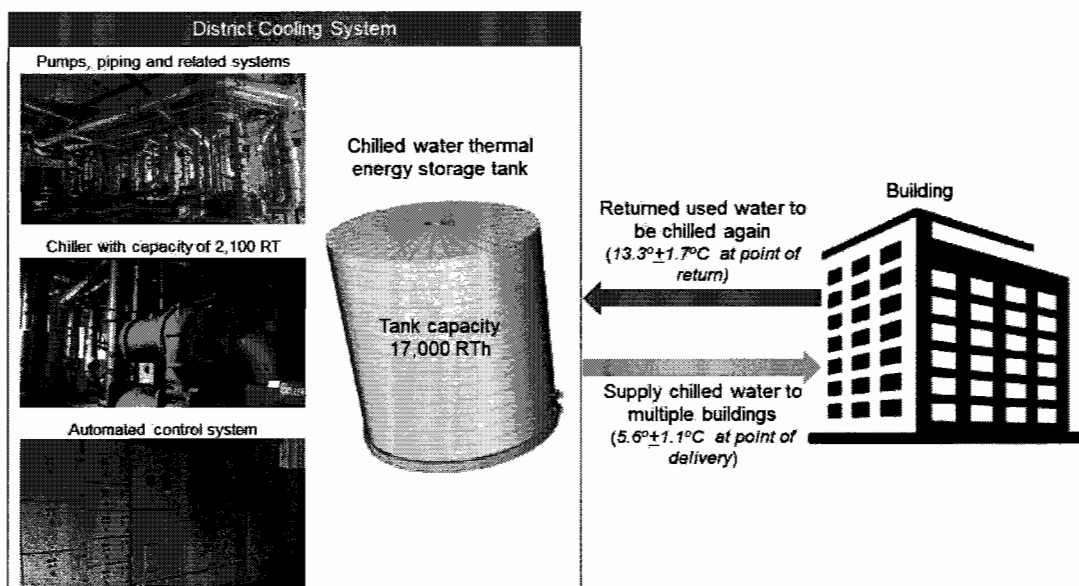 District Cooling System
Pumps, piping and related systems
Chiller with capacity of 2,100 RT
Automated control system
Chilled water thermal
energy storage tank
Tank capacity
17,000 RTh
Returned used water to
be chilled again
(13.3º±1.7ºC at point of
return)
Supply chilled water to
multiple buildings
(5.6º±1.1ºC at point of
delivery)
Building